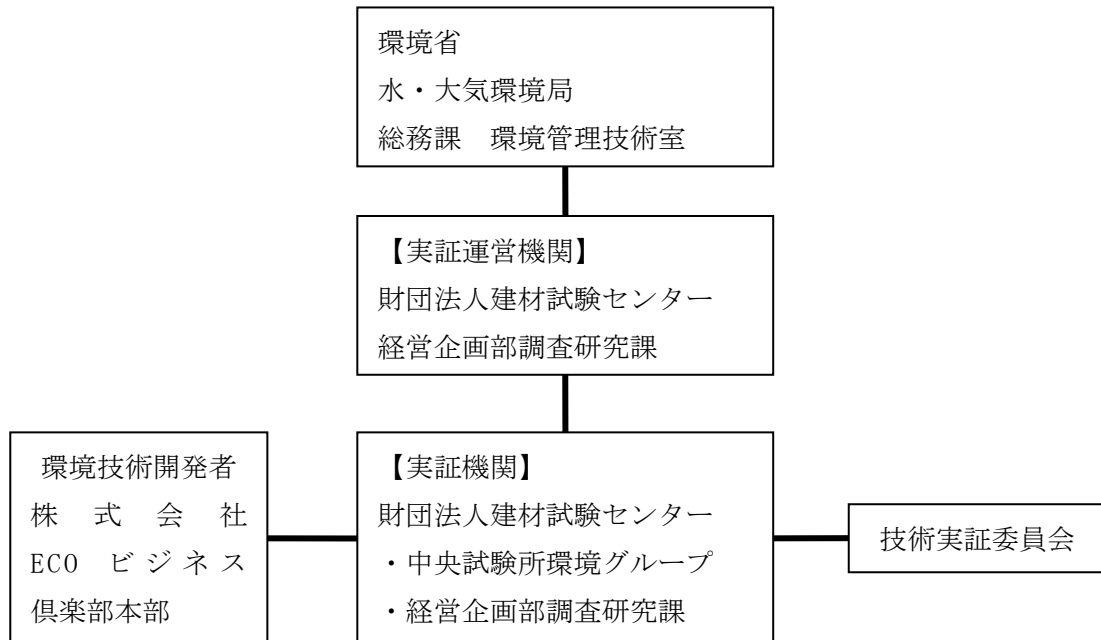 環境省
水・大気環境局
総務課 環境管理技術室
【実証運営機関】
財団法人建材試験センター
経営企画部調査研究課
環境技術開発者
株式会社
ECO ビジネス
倶楽部本部
【実証機関】
財団法人建材試験センター
・中央試験所環境グループ
・経営企画部調査研究課
技術実証委員会